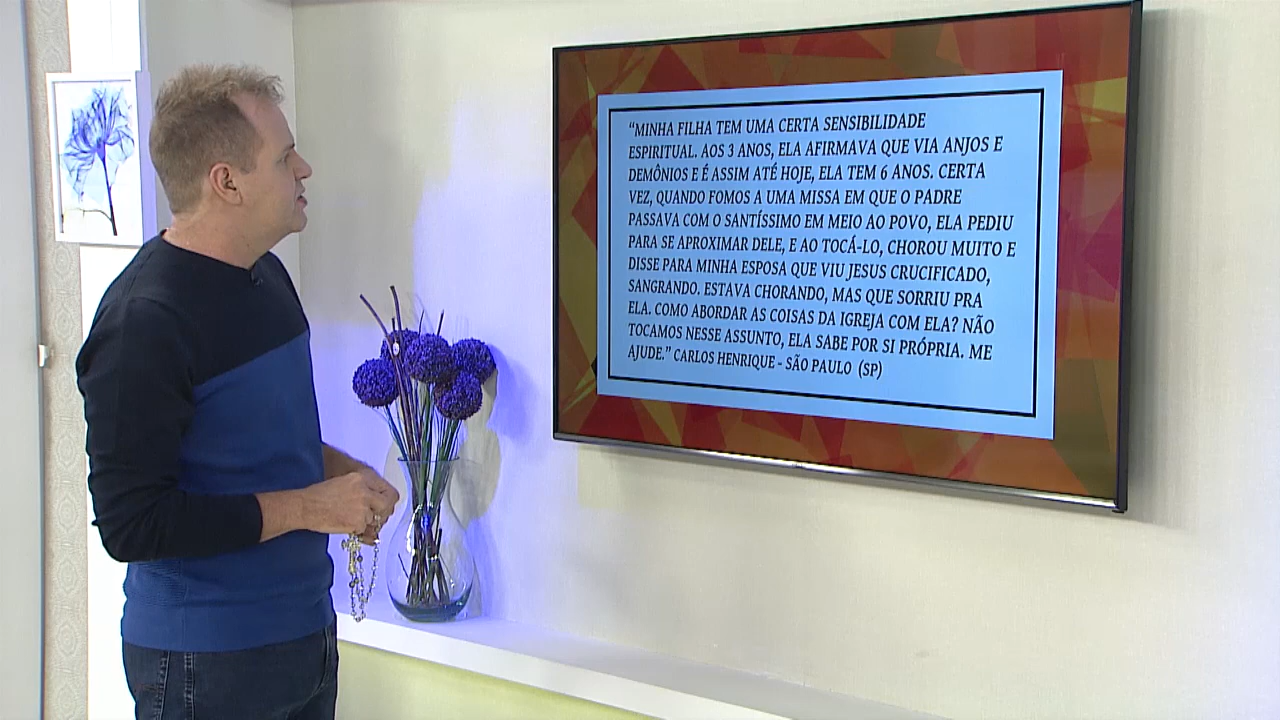 “MINHA FILHA TEM UMA CERTA SENSIBILIDADE
ESPIRITUAL. AOS 3 ANOS, ELA AFIRMAVA QUE VIA ANJOS E
DEMÔNIOS E É ASSIM ATÉ HOJE, ELA TEM 6 ANOS. CERTA
VEZ, QUANDO FOMOS A UMA MISSA EM QUE O PADRE
PASSAVA COM O SANTÍSSIMO EM MEIO AO POVO, ELA PEDIU
PARA SE APROXIMAR DELE, E AO TOCÁ-LO, CHOROU MUITO E
DISSE PARA MINHA ESPOSA QUE VIU JESUS CRUCIFICADO,
SANGRANDO. ESTAVA CHORANDO, MAS QUE SORRIU PRA
ELA. COMO ABORDAR AS COISAS DA IGREJA COM ELA? NÃO
TOCAMOS NESSE ASSUNTO, ELA SABE POR SI PRÓPRIA. ME
AJUDE.” CARLOS HENRIQUE - SÃO PAULO (SP)